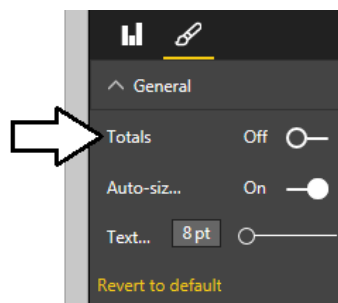 General
Totals Off
Auto-siz... On
Text... 8 pt
Revert to default